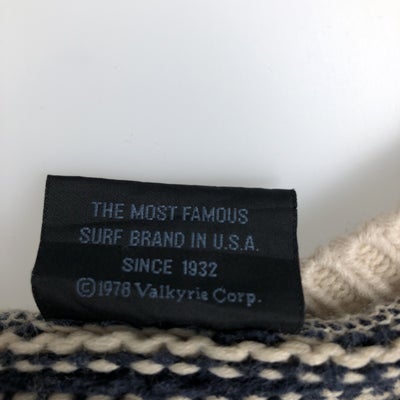 THE MOST FAMOUS
SURF BRAND IN U.S.A.
SINCE 1932
©1978 Valkyrie Corp.